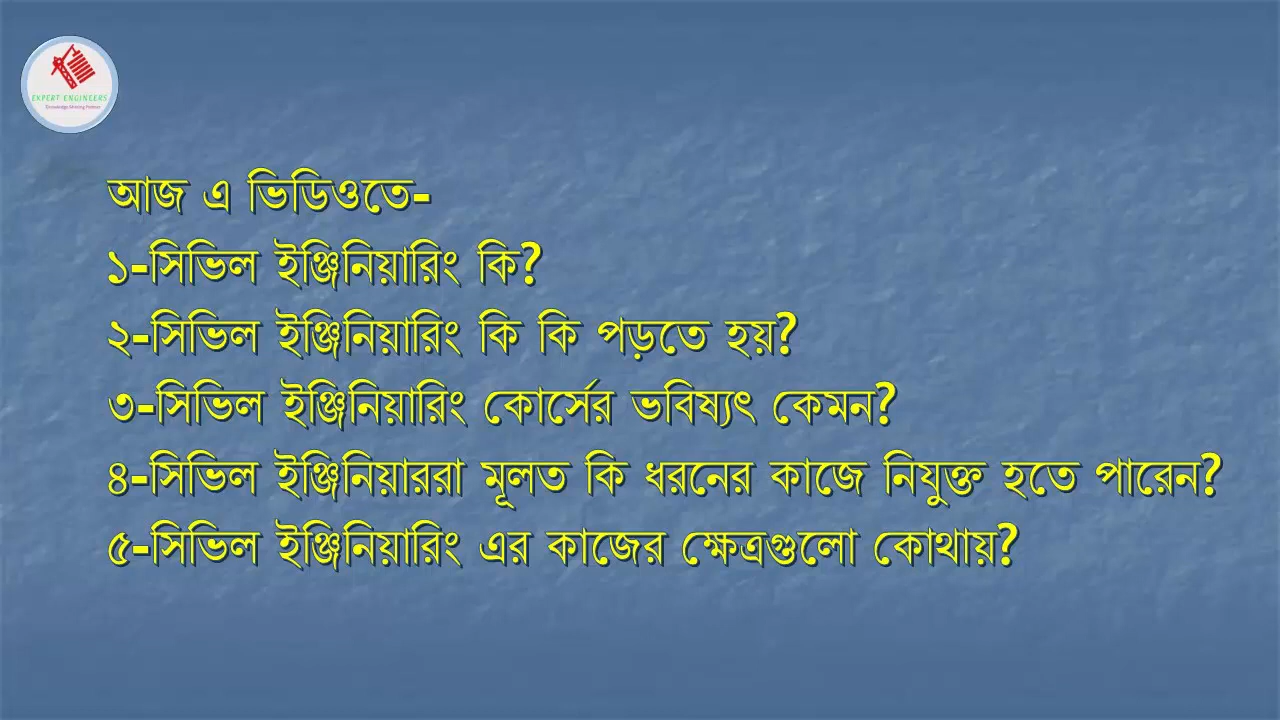 EXPERT ENGINEERS
আজ এ ভিডিওতে-
১-সিভিল ইঞ্জিনিয়ারিং কি?
২-সিভিল ইঞ্জিনিয়ারিং কি কি পড়তে হয়?
৩-সিভিল ইঞ্জিনিয়ারিং কোর্সের ভবিষ্যৎ কেমন?
৪-সিভিল ইঞ্জিনিয়াররা মূলত কি ধরনের কাজে নিযুক্ত হতে পারেন?
৫-সিভিল ইঞ্জিনিয়ারিং এর কাজের ক্ষেত্রগুলো কোথায়?